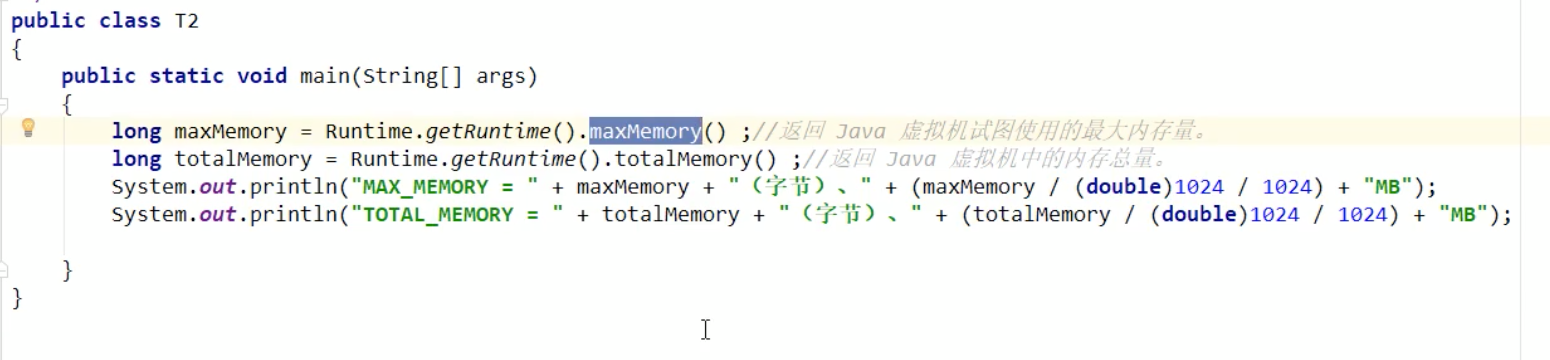 public class T2
{
    public static void main(String[] args)
    {
        long maxMemory = Runtime.getRuntime().maxMemory() ;//返回 Java 虚拟机试图使用的最大内存量。
        long totalMemory = Runtime.getRuntime().totalMemory() ;//返回 Java 虚拟机中的内存总量。
        System.out.println("MAX_MEMORY = " + maxMemory + "（字节）、" + (maxMemory / (double)1024 / 1024) + "MB");
        System.out.println("TOTAL_MEMORY = " + totalMemory + "（字节）、" + (totalMemory / (double)1024 / 1024) + "MB");
    }
}